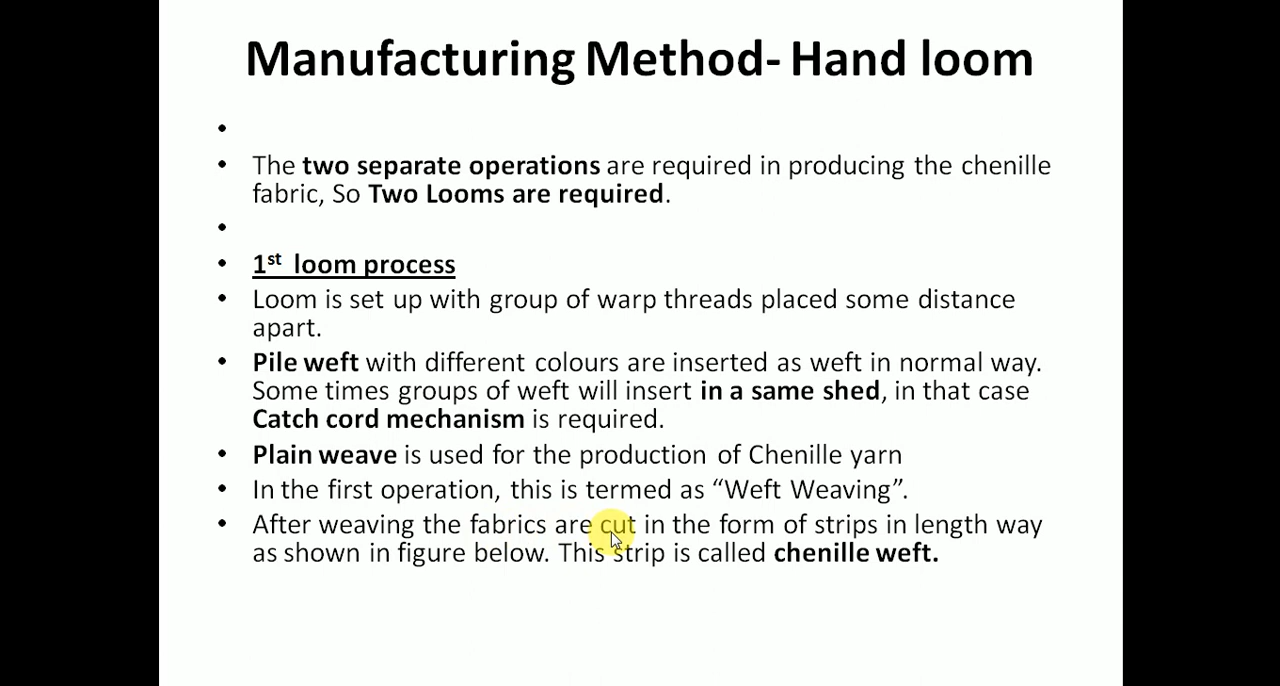 Manufacturing Method- Hand loom
•
• The two separate operations are required in producing the chenille
fabric, So Two Looms are required.
•
• 1st loom process
• Loom is set up with group of warp threads placed some distance
apart.
• Pile weft with different colours are inserted as weft in normal way.
Some times groups of weft will insert in a same shed, in that case
Catch cord mechanism is required.
• Plain weave is used for the production of Chenille yarn
• In the first operation, this is termed as “Weft Weaving”.
• After weaving the fabrics are cut in the form of strips in length way
as shown in figure below. This strip is called chenille weft.